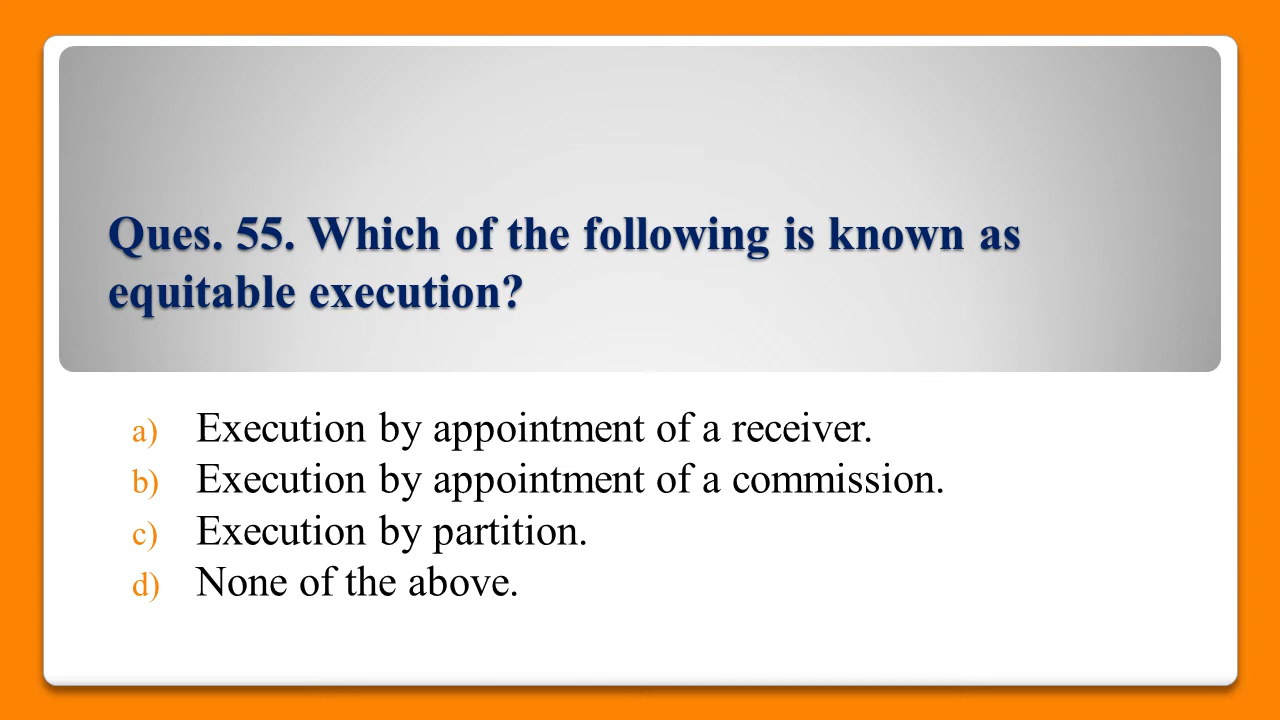 Ques. 55. Which of the following is known as
equitable execution?
a) Execution by appointment of a receiver.
b) Execution by appointment of a commission.
c) Execution by partition.
d) None of the above.